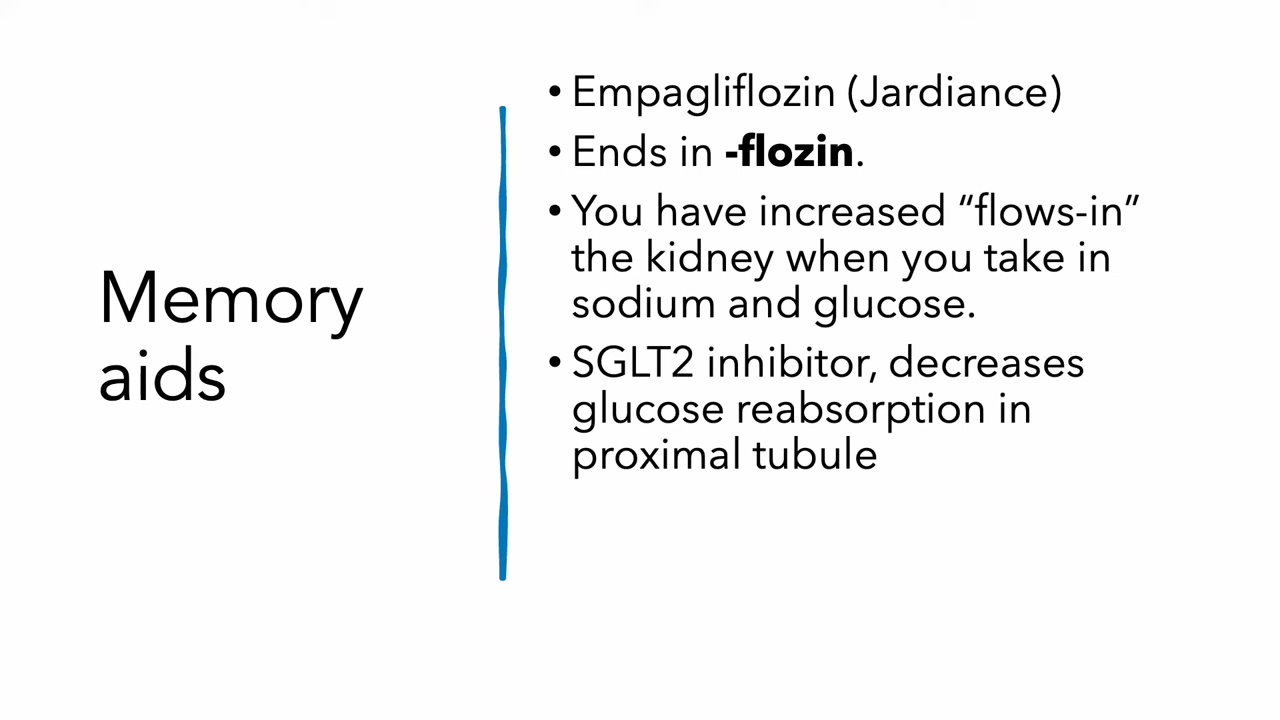 Memory
aids
• Empagliflozin (Jardiance)
• Ends in -flozin.
• You have increased “flows-in”
the kidney when you take in
sodium and glucose.
• SGLT2 inhibitor, decreases
glucose reabsorption in
proximal tubule